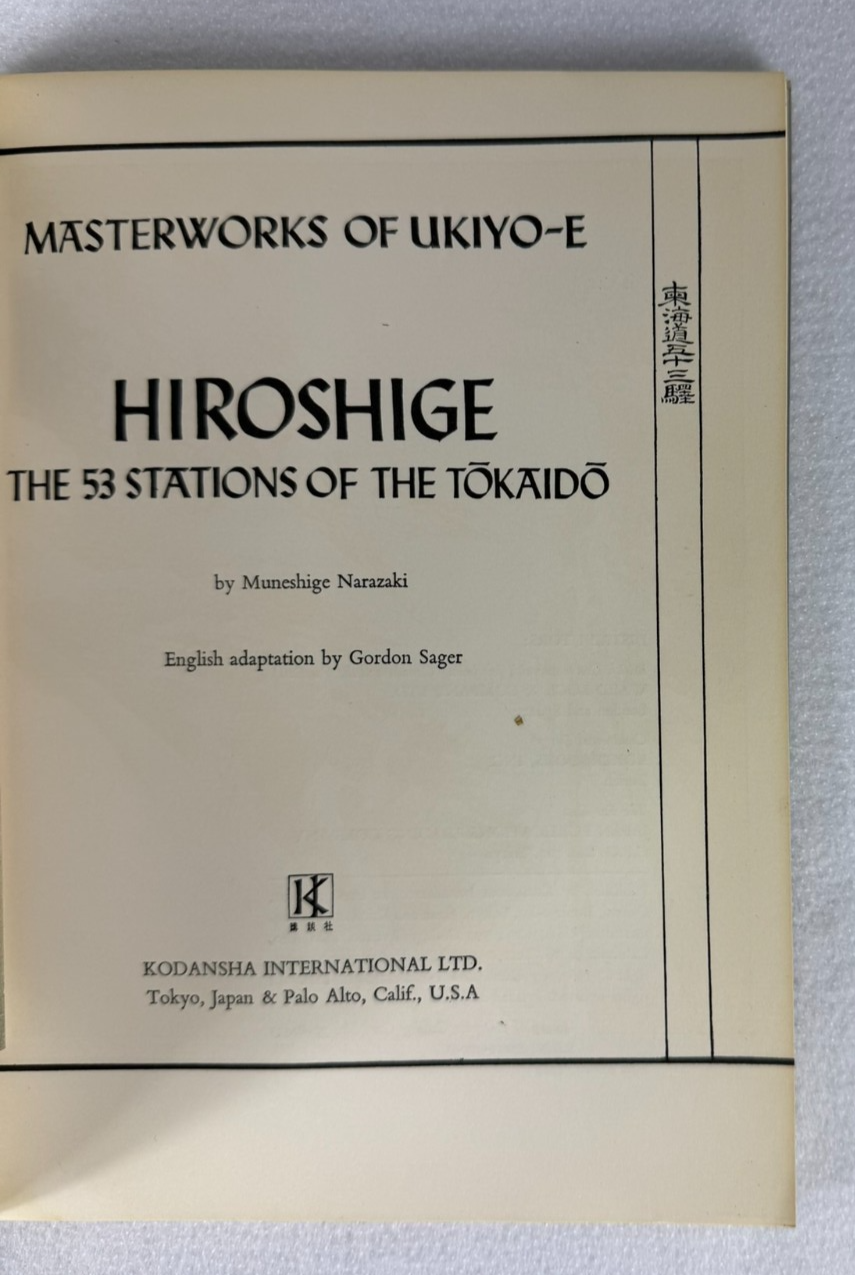 MASTERWORKS OF UKIYO-E
HIROSHIGE
THE 53 STATIONS OF THE TŌKAIDŌ
by Muneshige Narazaki
English adaptation by Gordon Sager
K
講談社
KODANSHA INTERNATIONAL LTD.
Tokyo, Japan & Palo Alto, Calif., U.S.A
東海道五十三驛